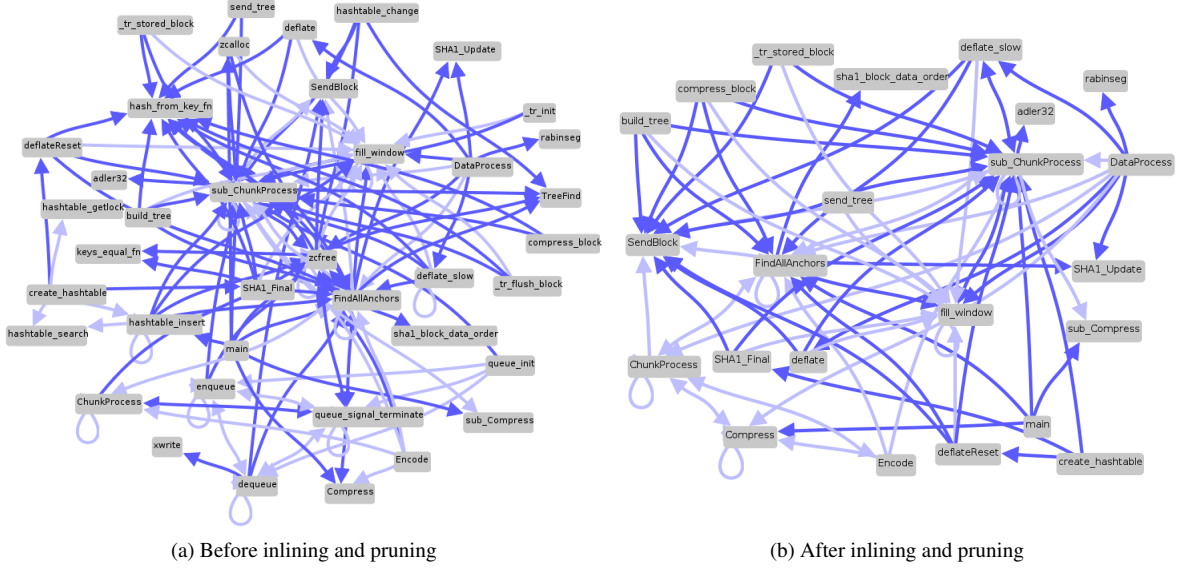 send_tree
hashtable_change
_tr_stored_block
deflate
zcalloc
SHA1_Update
SendBlock
hash_from_key_fn
_tr_init
rabinseg
deflateReset
fill_window
DataProcess
adler32
sub_ChunkProcess
TreeFind
hashtable_getlock
build_tree
compress_block
keys_equal_fn
zcfree
deflate_slow
_tr_flush_block
create_hashtable
SHA1_Final
FindAllAnchors
hashtable_search
hashtable_insert
sha1_block_data_order
main
queue_init
enqueue
ChunkProcess
queue_signal_terminate
sub_Compress
xwrite
Encode
dequeue
Compress
(a) Before inlining and pruning
deflate_slow
_tr_stored_block
sha1_block_data_order
rabinseg
compress_block
adler32
build_tree
sub_ChunkProcess
DataProcess
send_tree
SendBlock
FindAllAnchors
SHA1_Update
fill_window
sub_Compress
ChunkProcess
SHA1_Final
deflate
main
Compress
Encode
deflateReset
create_hashtable
(b) After inlining and pruning